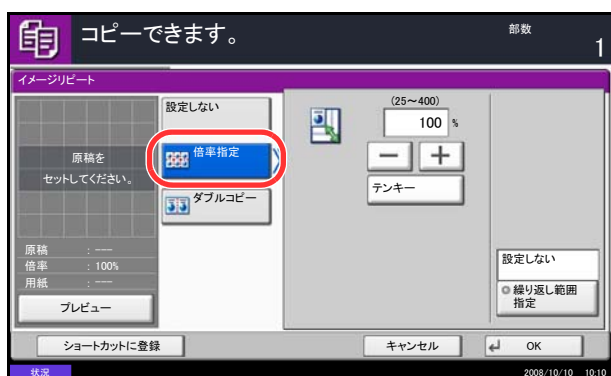 コピーできます。
部数
1
イメージリピート
設定しない
(25～400)
100 %
倍率指定
原稿を
セットしてください。
－ ＋
テンキー
ダブルコピー
原稿 : ---
倍率 : 100%
用紙 : ---
プレビュー
設定しない
繰り返し範囲
指定
ショートカットに登録
キャンセル
OK
状況
2008/10/10 10:10